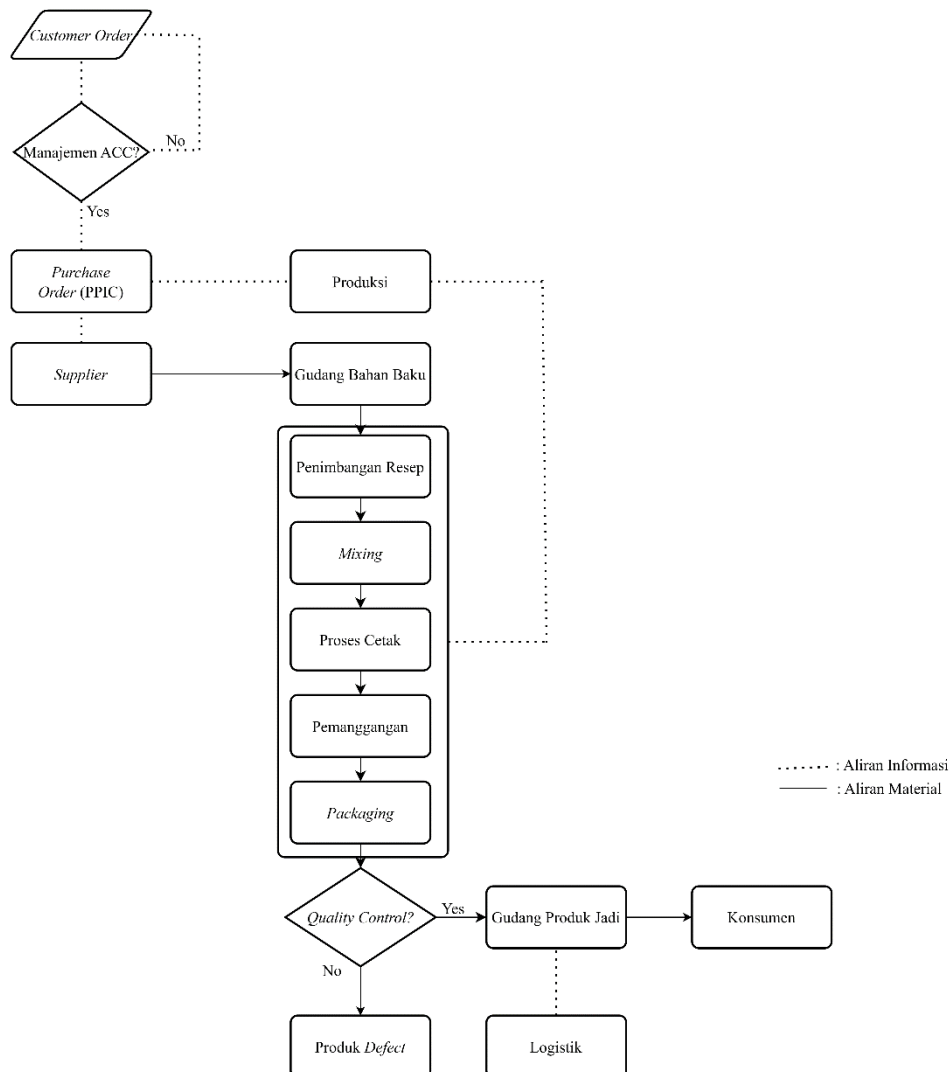 Customer Order
No
Manajemen ACC?
Yes
Purchase
Order (PPIC)
Produksi
Supplier
Gudang Bahan Baku
Penimbangan Resep
Mixing
Proses Cetak
Pemanggangan
: Aliran Informasi
: Aliran Material
Packaging
Quality Control?
Yes
Gudang Produk Jadi
Konsumen
No
Produk Defect
Logistik